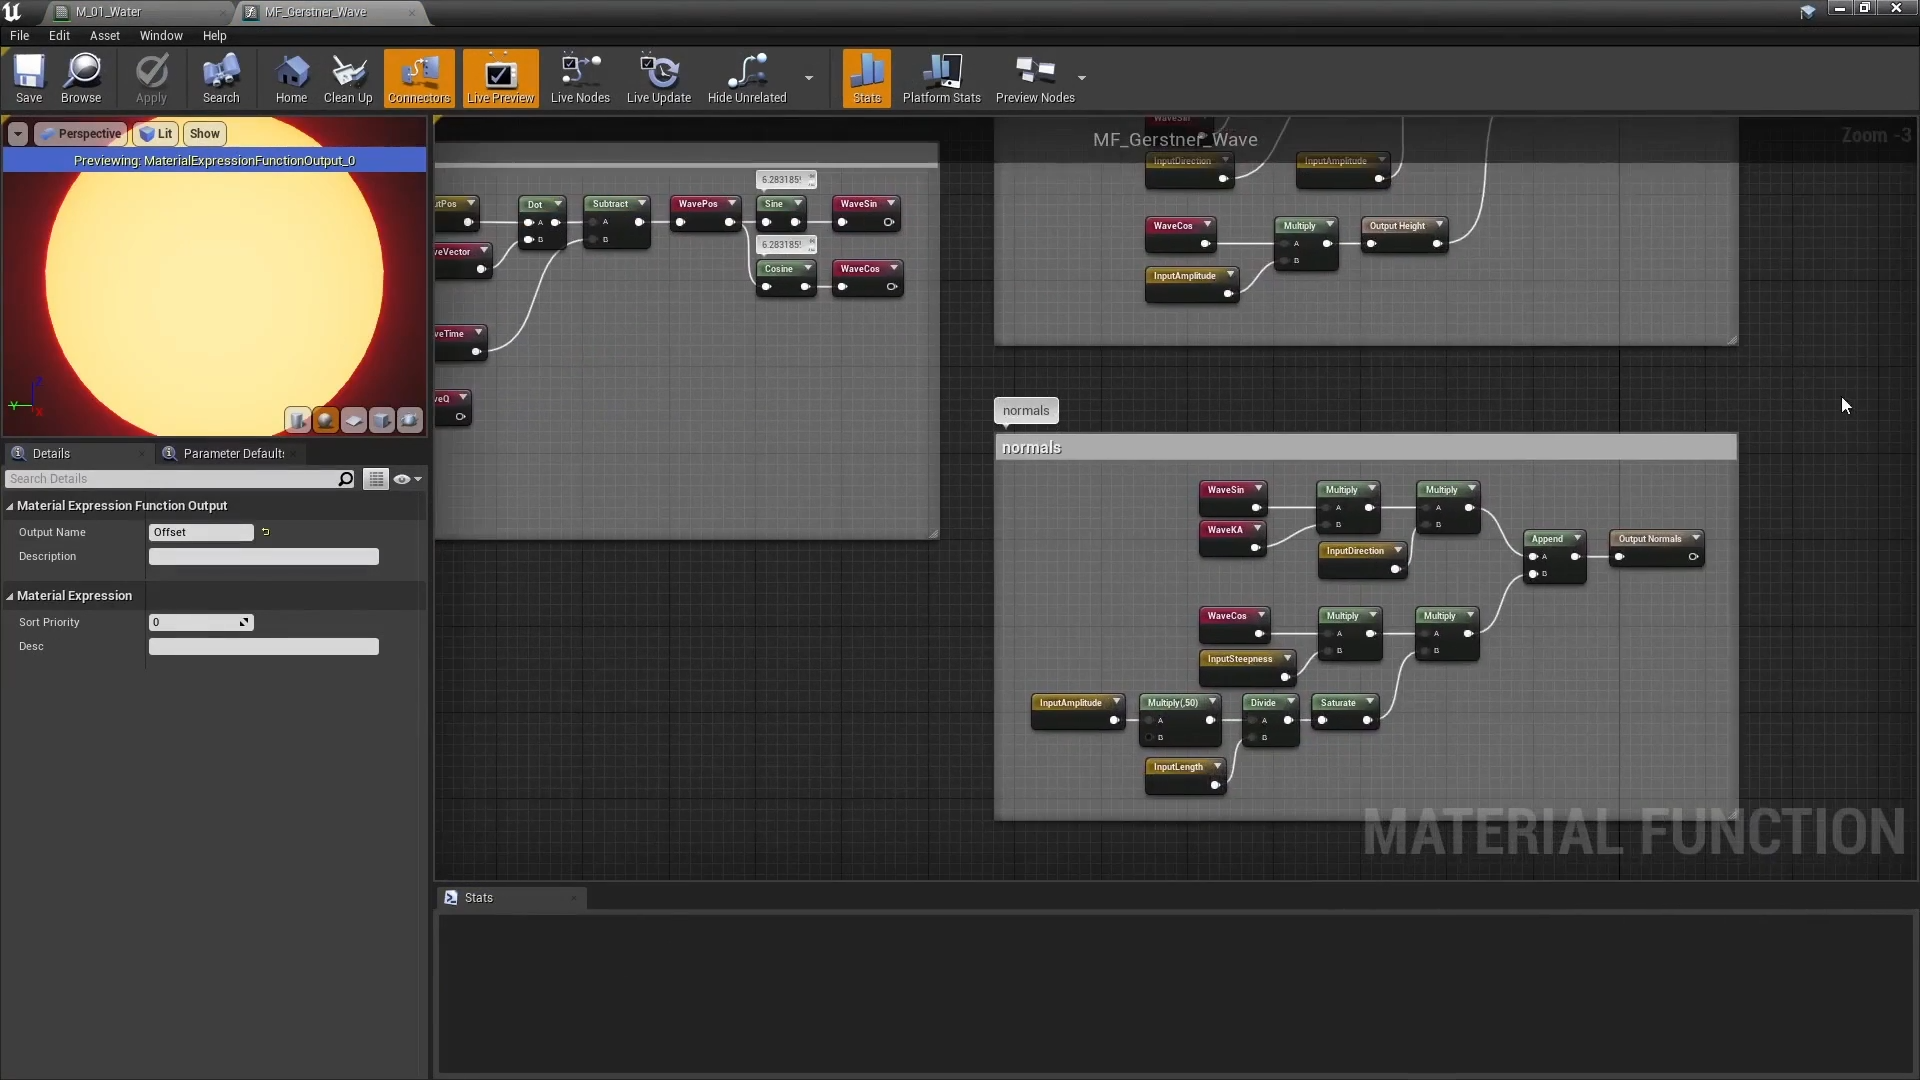 M_01_Water
MF_Gerstner_Wave
File Edit Asset Window Help
Save Browse Apply Search Home Clean Up Connectors Live Preview Live Nodes Live Update Hide Unrelated Stats Platform Stats Preview Nodes
Perspective Lit Show
Previewing: MaterialExpressionFunctionOutput_0
Y
Z
X
Details
Parameter Defaults
Search Details
Material Expression Function Output
Output Name Offset
Description
Material Expression
Sort Priority 0
Desc
MF_Gerstner_Wave
Zoom -3
6.283185!
Dot
Subtract
WavePos
Sine
WaveSin
A
A
B
B
6.283185!
Cosine
WaveCos
WaveSin
InputDirection
InputAmplitude
WaveCos
Multiply
Output Height
A
B
InputAmplitude
normals
normals
WaveSin
Multiply
Multiply
A
A
WaveKA
B
B
InputDirection
Append
Output Normals
A
B
WaveCos
Multiply
Multiply
A
A
InputSteepness
B
B
InputAmplitude
Multiply(,50)
Divide
Saturate
A
A
B
B
InputLength
MATERIAL FUNCTION
Stats